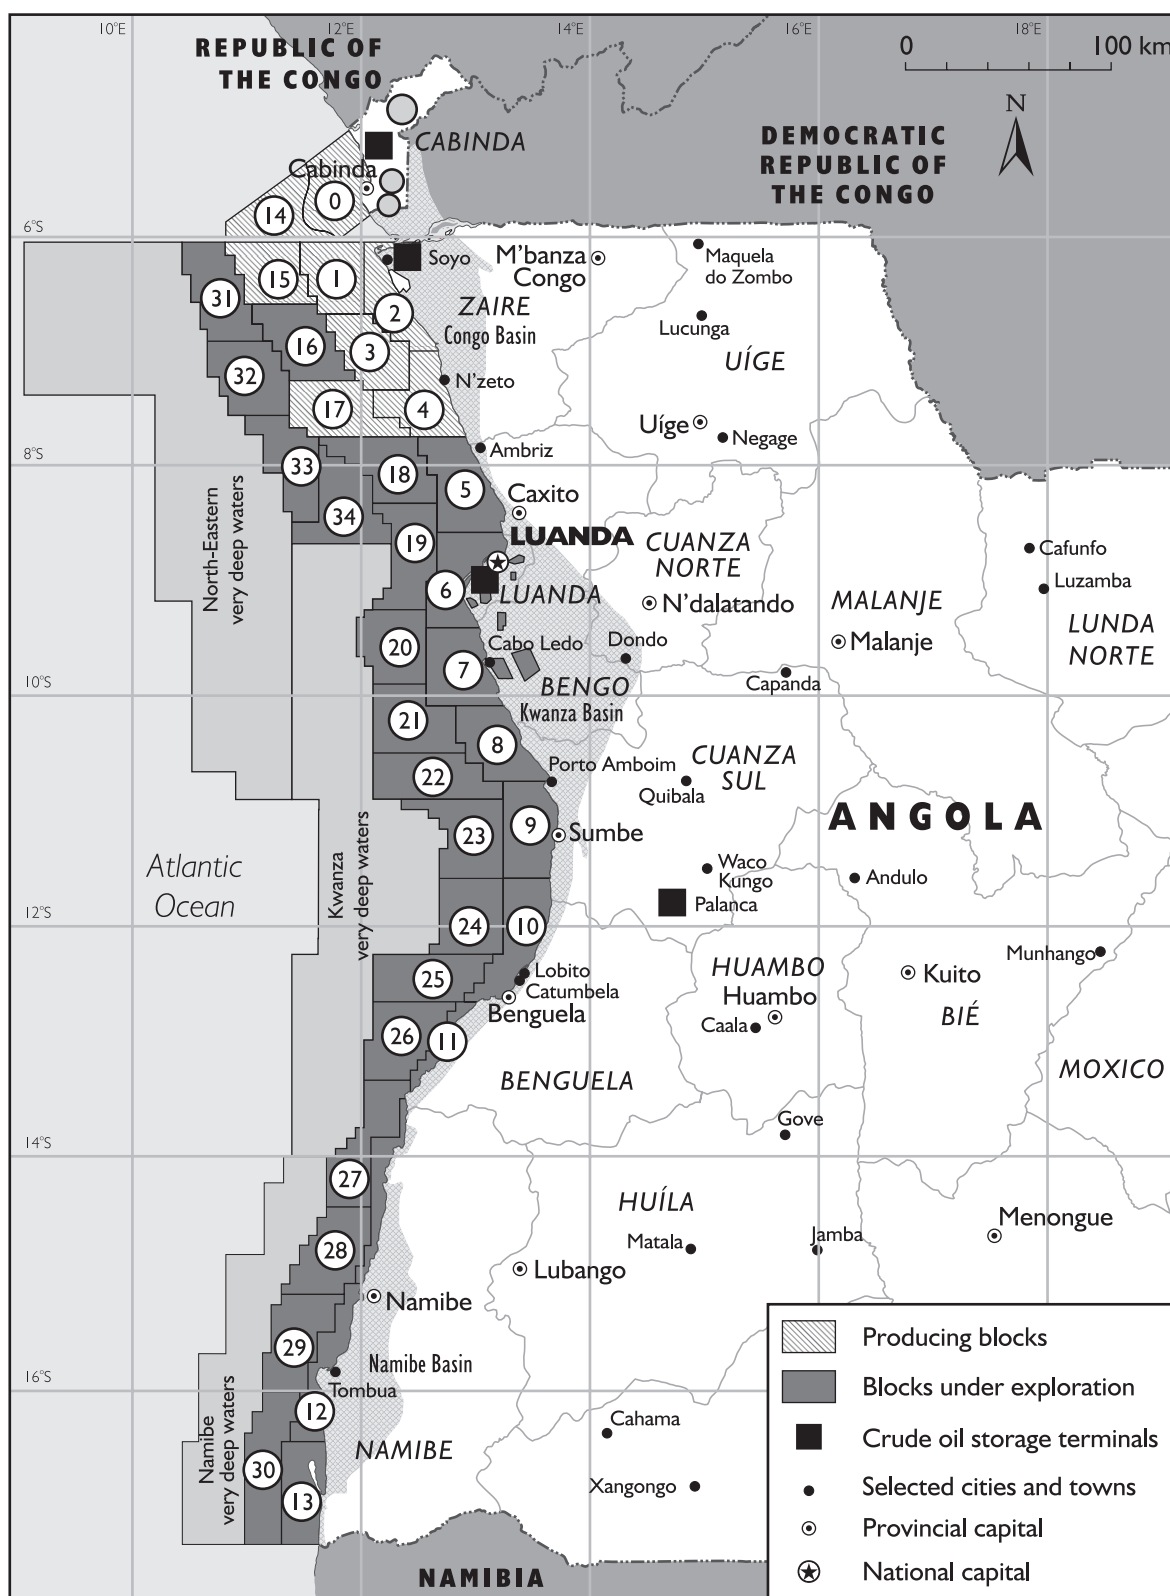 10°E
12°E
14°E
16°E
18°E
REPUBLIC OF
THE CONGO
0
100 km
N
DEMOCRATIC
REPUBLIC OF
THE CONGO
CABINDA
Cabinda
0
14
6°S
Soyo
M'banza
Congo
Maquela
do Zombo
15
1
31
2
ZAIRE
Congo Basin
Lucunga
16
3
UÍGE
32
N'zeto
17
4
Uíge
Negage
Ambriz
8°S
33
18
5
Caxito
34
North-Eastern
very deep waters
19
LUANDA
CUANZA
NORTE
Cafunfo
Luzamba
6
LUANDA
N'dalatando
MALANJE
Malanje
LUNDA
NORTE
20
7
Cabo Ledo
Dondo
BENGO
Kwanza Basin
Capanda
10°S
21
8
CUANZA
SUL
22
Porto Amboim
Quibala
ANGOLA
23
9
Sumbe
Atlantic
Ocean
Kwanza
very deep waters
Waco
Kungo
Andulo
Palanca
12°S
24
10
25
Lobito
Catumbela
Benguela
HUAMBO
Huambo
Caala
Kuito
BIÉ
Munhango
26
11
BENGUELA
MOXICO
Gove
14°S
27
HUÍLA
Menongue
28
Matala
Jamba
Lubango
Namibe
29
Namibe Basin
Tombua
16°S
12
Namibe
very deep waters
NAMIBE
Cahama
30
13
Xangongo
NAMIBIA
Producing blocks
Blocks under exploration
Crude oil storage terminals
Selected cities and towns
Provincial capital
National capital